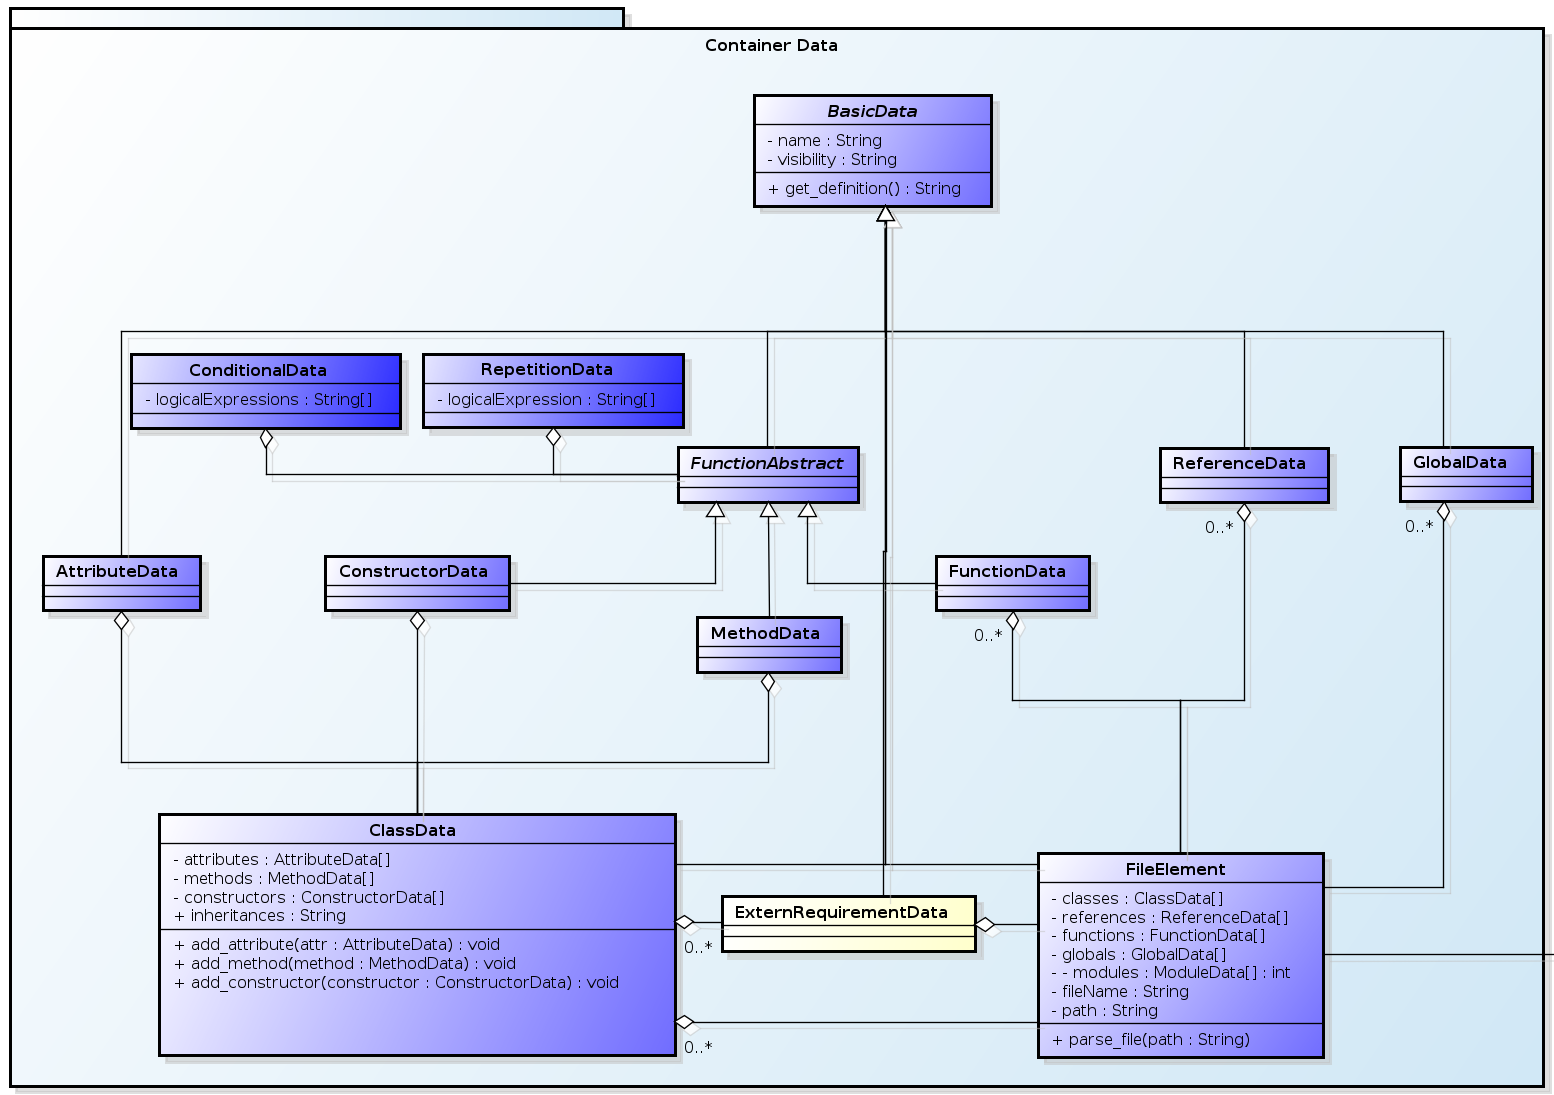 Container Data
BasicData
- name : String
- visibility : String
+ get_definition() : String
ConditionalData
- logicalExpressions : String[]
RepetitionData
- logicalExpression : String[]
FunctionAbstract
ReferenceData
0..*
GlobalData
0..*
AttributeData
ConstructorData
FunctionData
0..*
MethodData
ClassData
- attributes : AttributeData[]
- methods : MethodData[]
- constructors : ConstructorData[]
+ inheritances : String
+ add_attribute(attr : AttributeData) : void
+ add_method(method : MethodData) : void
+ add_constructor(constructor : ConstructorData) : void
0..*
0..*
ExternRequirementData
FileElement
- classes : ClassData[]
- references : ReferenceData[]
- functions : FunctionData[]
- globals : GlobalData[]
- - modules : ModuleData[] : int
- fileName : String
- path : String
+ parse_file(path : String)